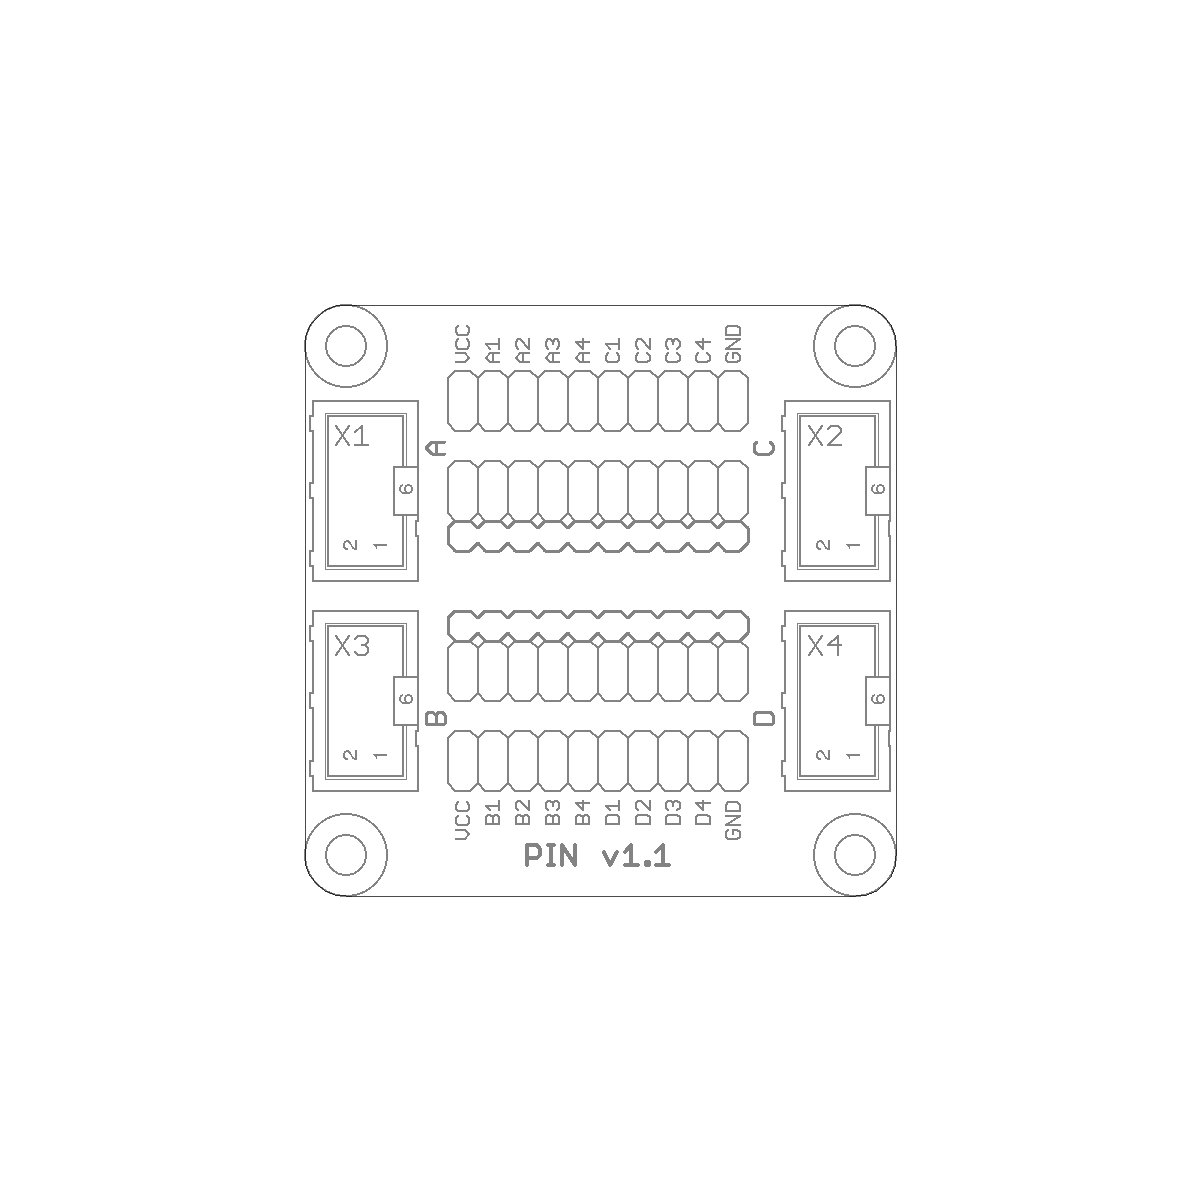 VCC A1 A2 A3 A4 C1 C2 C3 C4 GND
X1 A C X2
6 6
2 1 2 1
X3 X4
6 6
B D
2 1 2 1
VCC B1 B2 B3 B4 D1 D2 D3 D4 GND
PIN v1.1